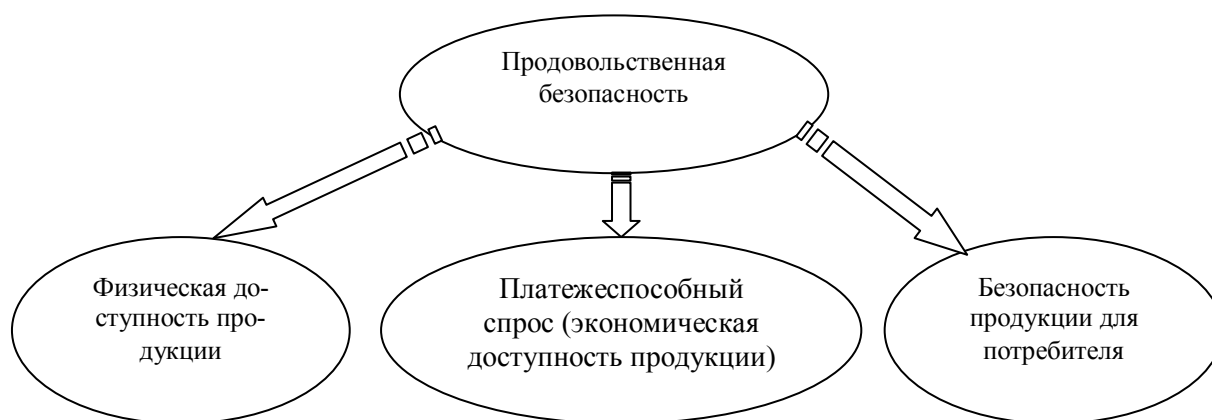 Продовольственная
безопасность
Физическая до-
ступность про-
дукции
Платежеспособный
спрос (экономическая
доступность продукции)
Безопасность
продукции для
потребителя